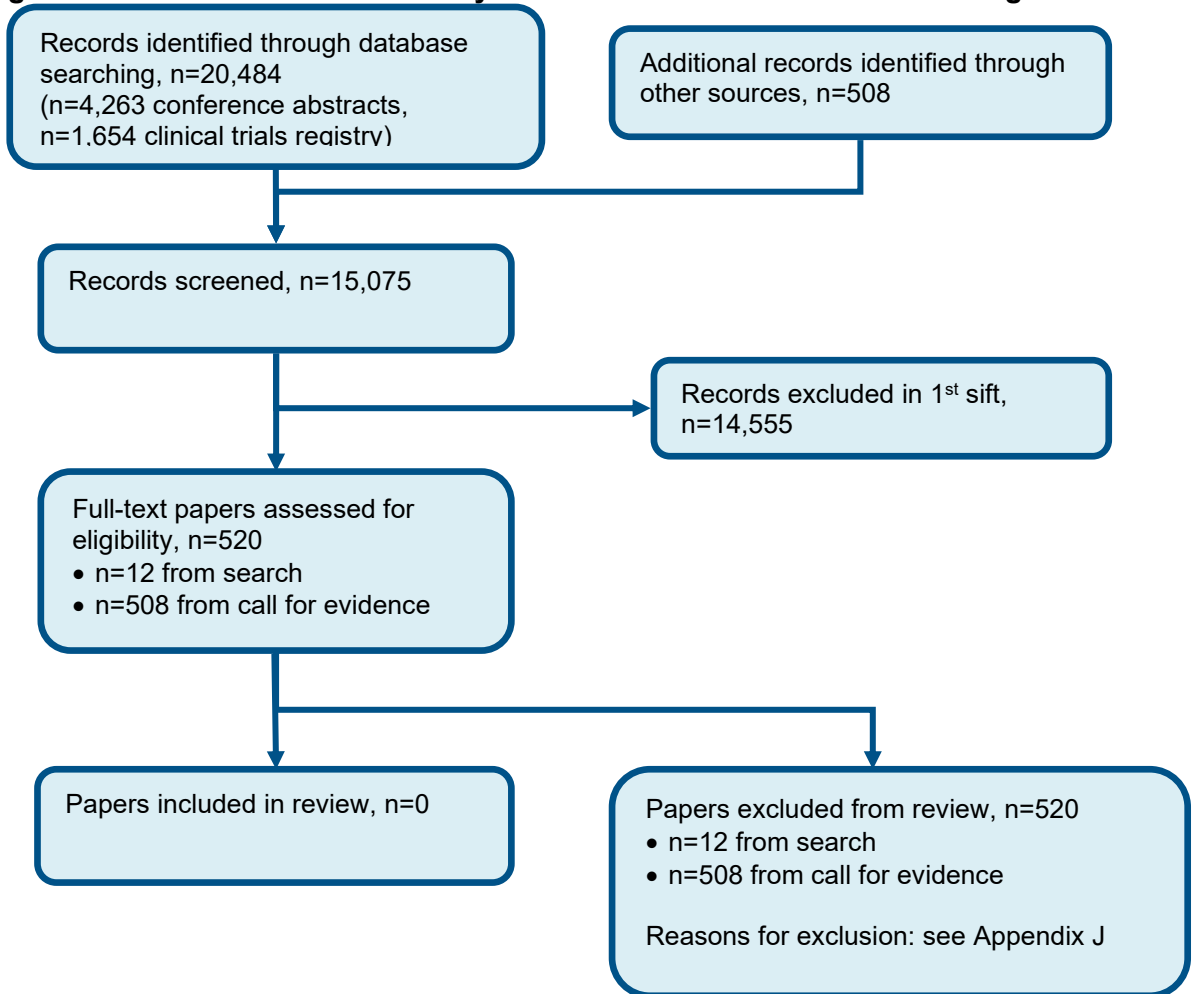 Records identified through database
searching, n=20,484
(n=4,263 conference abstracts,
n=1,654 clinical trials registry)
Additional records identified through
other sources, n=508
Records screened, n=15,075
Records excluded in 1st sift,
n=14,555
Full-text papers assessed for
eligibility, n=520
• n=12 from search
• n=508 from call for evidence
Papers included in review, n=0
Papers excluded from review, n=520
• n=12 from search
• n=508 from call for evidence
Reasons for exclusion: see Appendix J